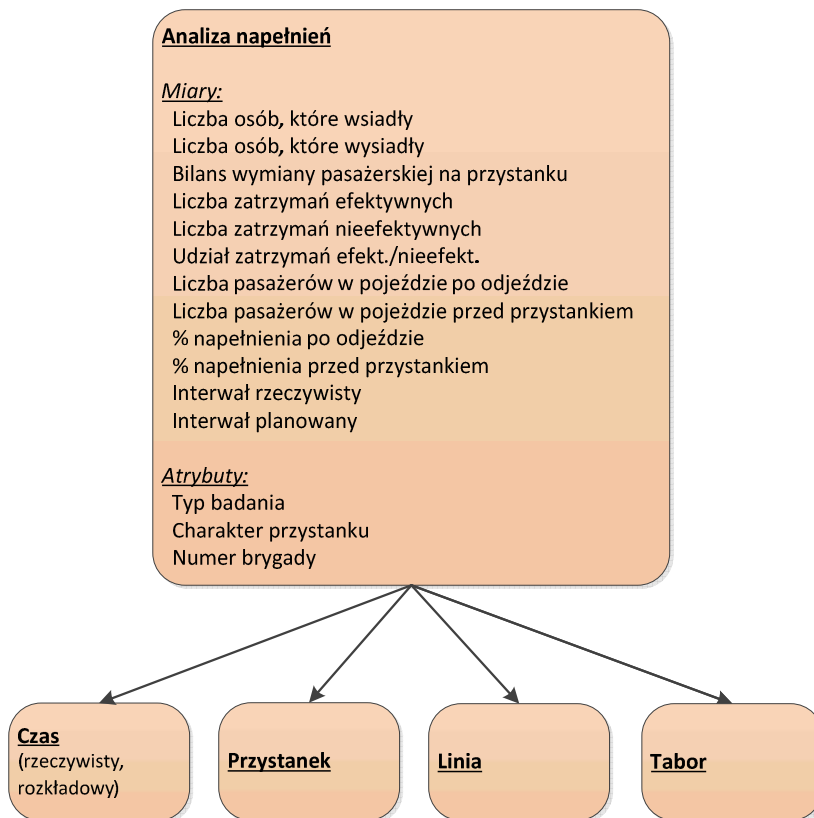 Analiza napełnień
Miary:
Liczba osób, które wsiadły
Liczba osób, które wysiadły
Bilans wymiany pasażerskiej na przystanku
Liczba zatrzymań efektywnych
Liczba zatrzymań nieefektywnych
Udział zatrzymań efekt./nieefekt.
Liczba pasażerów w pojeździe po odjeździe
Liczba pasażerów w pojeżdzie przed przystankiem
% napełnienia po odjeździe
% napełnienia przed przystankiem
Interwał rzeczywisty
Interwał planowany
Atrybuty:
Typ badania
Charakter przystanku
Numer brygady
Czas
(rzeczywisty,
rozkładowy)
Przystanek
Linia
Tabor